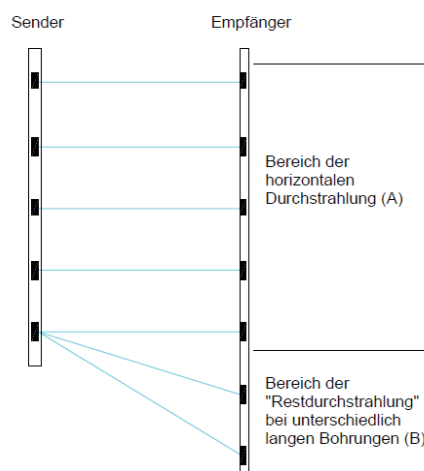 Sender
Empfänger
Bereich der
horizontalen
Durchstrahlung (A)
Bereich der
"Restdurchstrahlung"
bei unterschiedlich
langen Bohrungen (B)